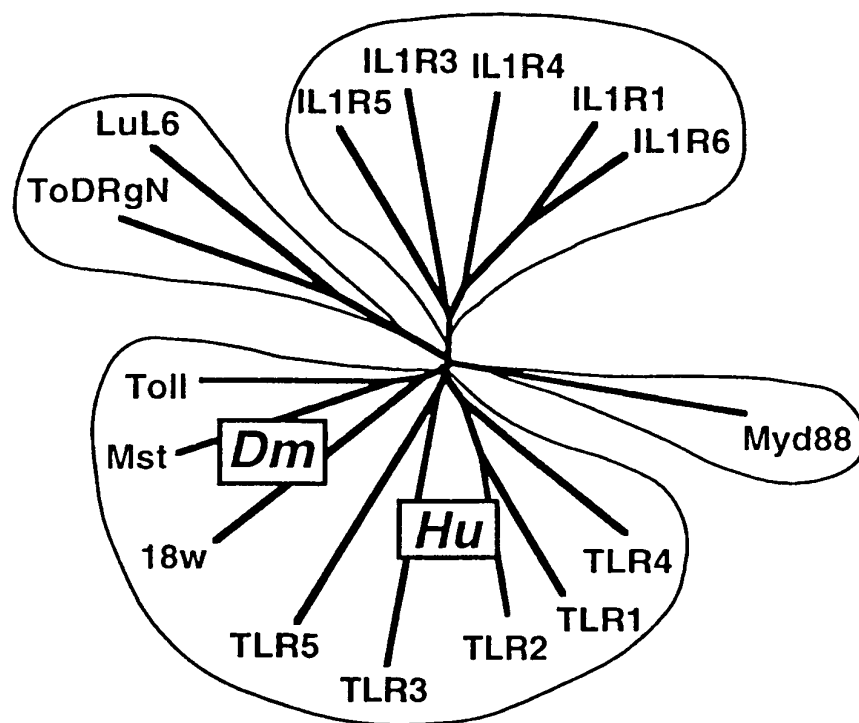 IL1R3
IL1R4
IL1R5
IL1R1
LuL6
IL1R6
ToDRgN
Toll
Myd88
Mst
Dm
Hu
18w
TLR4
TLR1
TLR5
TLR2
TLR3